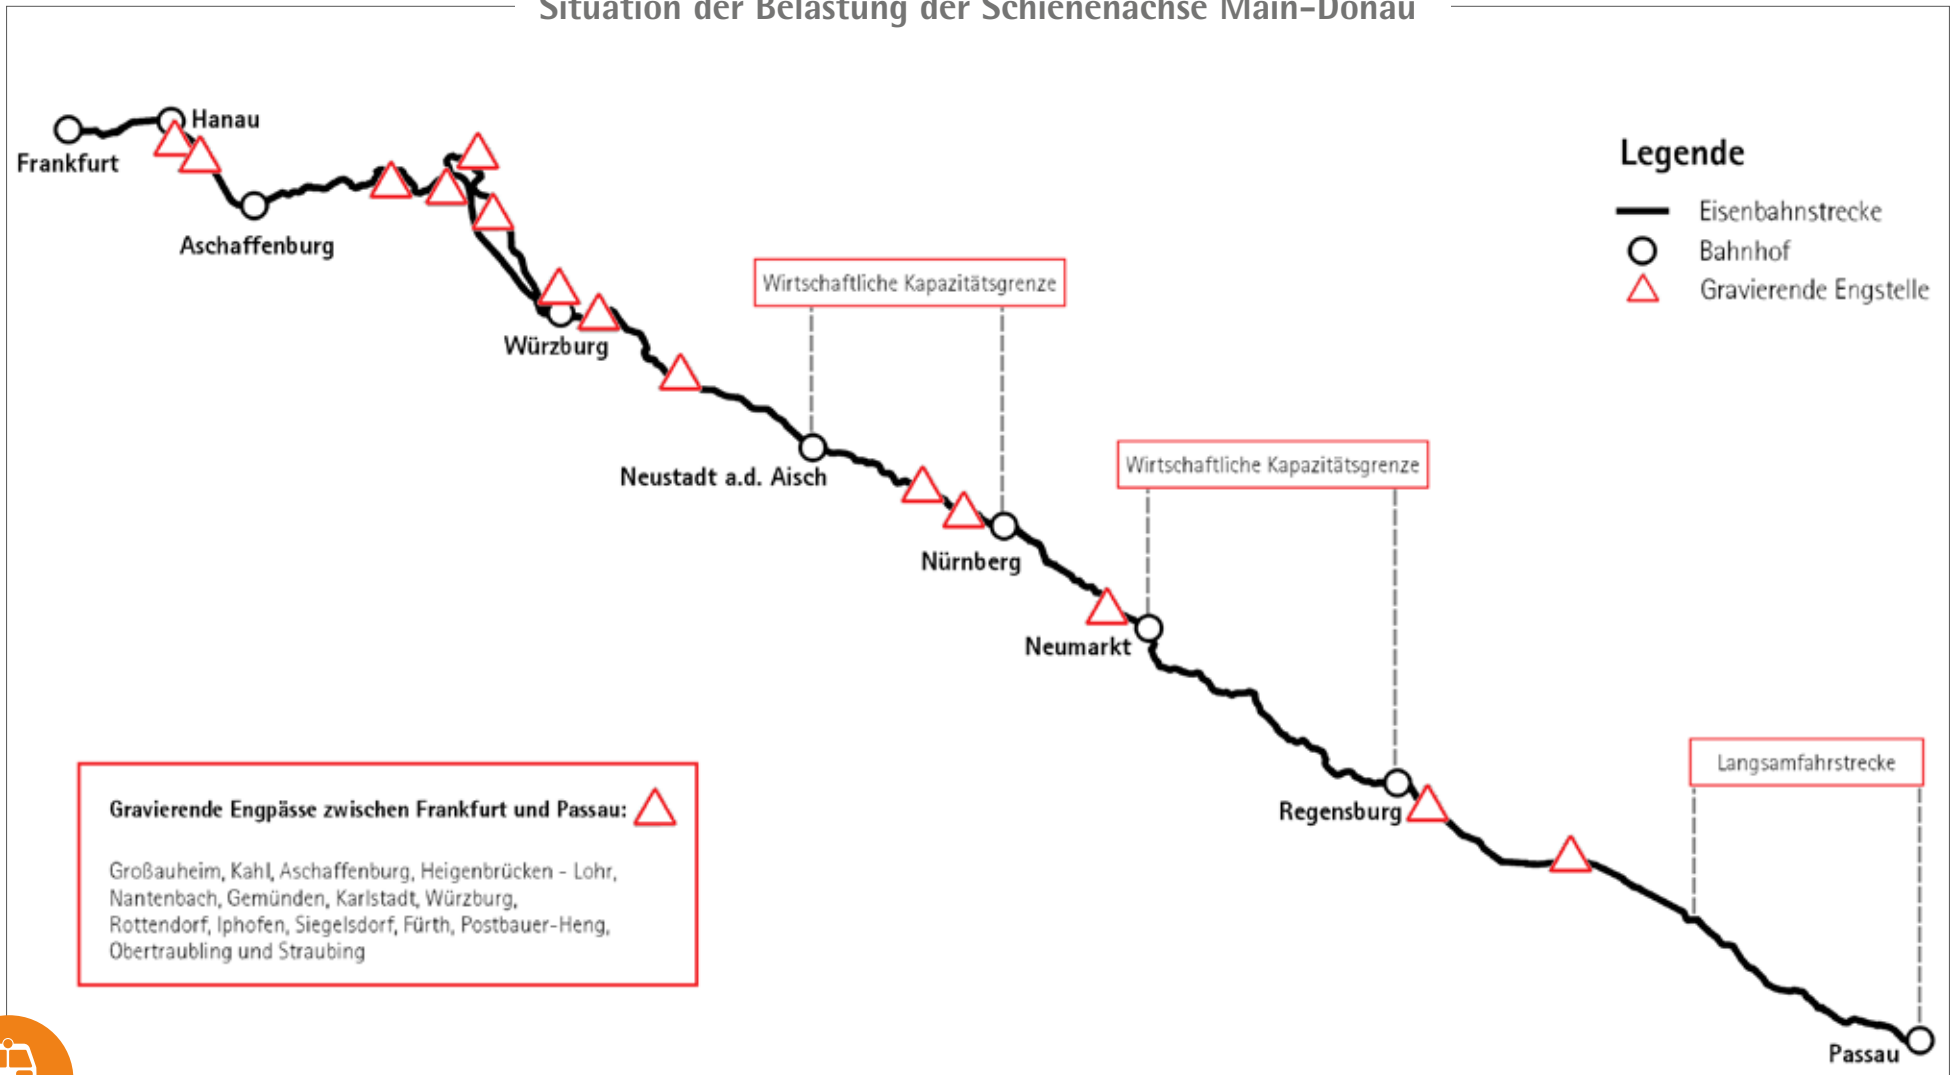 Situation der Belastung der Schienenachse Main-Donau
Hanau
Frankfurt
Aschaffenburg
Würzburg
Neustadt a.d. Aisch
Nürnberg
Neumarkt
Regensburg
Passau
Wirtschaftliche Kapazitätsgrenze
Wirtschaftliche Kapazitätsgrenze
Langsamfahrstrecke
Legende
Eisenbahnstrecke
Bahnhof
Gravierende Engstelle
Gravierende Engpässe zwischen Frankfurt und Passau:
Großauheim, Kahl, Aschaffenburg, Heigenbrücken - Lohr,
Nantenbach, Gemünden, Karlstadt, Würzburg,
Rottendorf, Iphofen, Siegelsdorf, Fürth, Postbauer-Heng,
Obertraubling und Straubing